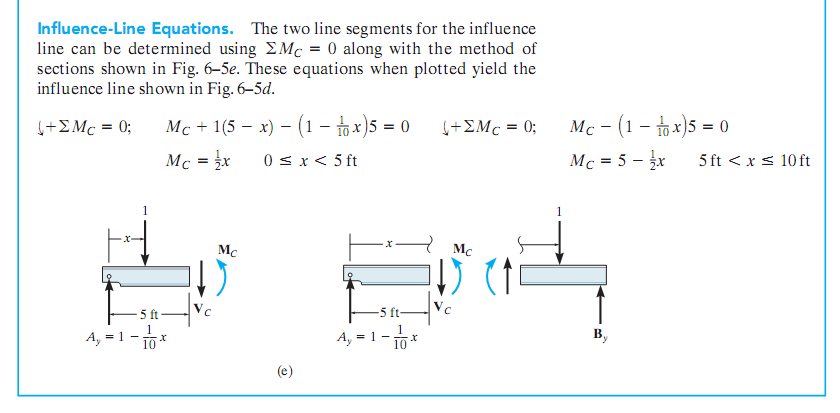 Influence-Line Equations. The two line segments for the influence
line can be determined using ΣM_C = 0 along with the method of
sections shown in Fig. 6–5e. These equations when plotted yield the
influence line shown in Fig. 6–5d.
↓+ΣM_C = 0; M_C + 1(5 − x) − (1 − 1/10 x)5 = 0 ↓+ΣM_C = 0; M_C − (1 − 1/10 x)5 = 0
M_C = 1/2 x 0 ≤ x < 5 ft M_C = 5 − 1/2 x 5 ft < x ≤ 10 ft
1
x
M_C
V_C
5 ft
A_y = 1 − 1/10 x
1
x
M_C
V_C
5 ft
A_y = 1 − 1/10 x
B_y
(e)